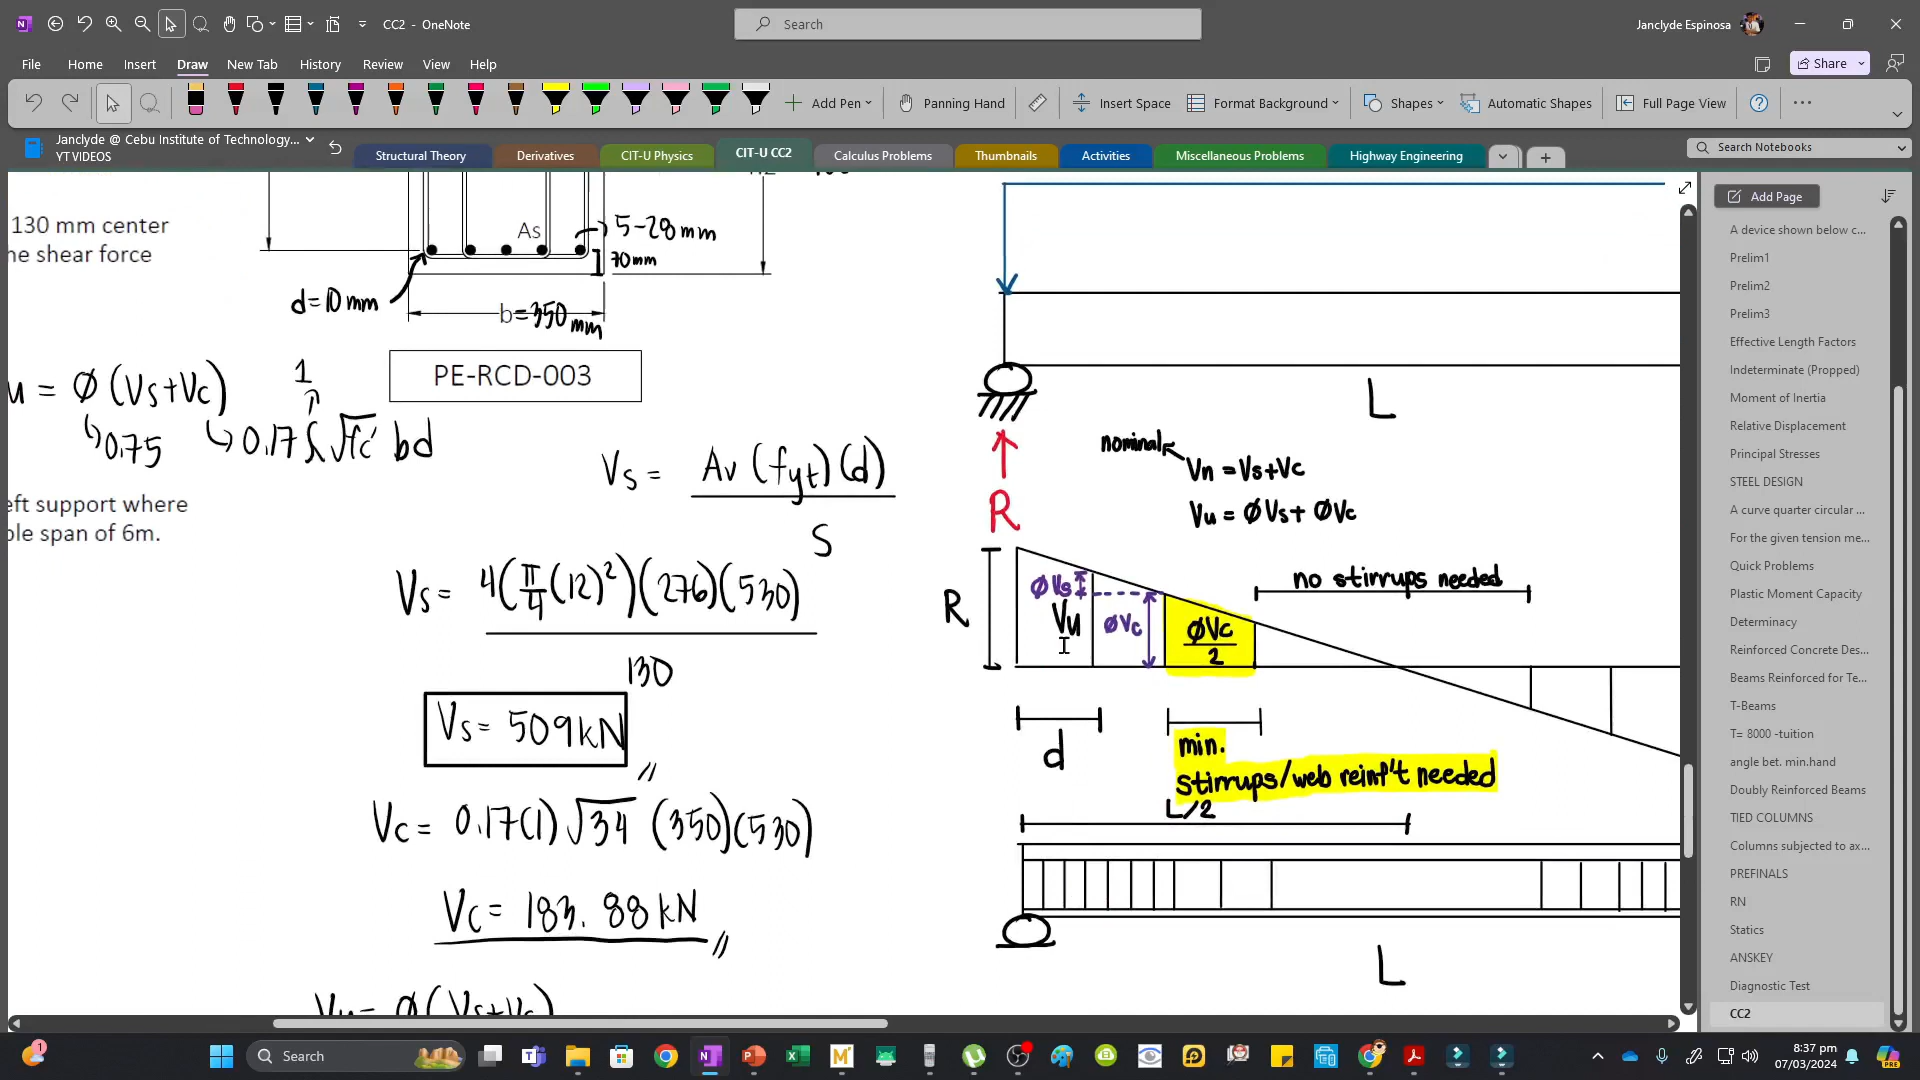 CC2 - OneNote
Search
Janclyde Espinosa
File Home Insert Draw New Tab History Review View Help
Share
Add Pen
Panning Hand
Insert Space
Format Background
Shapes
Automatic Shapes
Full Page View
Janclyde @ Cebu Institute of Technology...
YT VIDEOS
Structural Theory
Derivatives
CIT-U Physics
CIT-U CC2
Calculus Problems
Thumbnails
Activities
Miscellaneous Problems
Highway Engineering
Search Notebooks
130 mm center
he shear force
As
5-28mm
70mm
d=10mm
b=350mm
PE-RCD-003
u = Ø (Vs+Vc)
1
0.75
0.17 λ √fc' bd
eft support where
ple span of 6m.
Vs = Av (fyt)(d)
S
Vs = 4(π/4 (12)²)(276)(530)
130
Vs = 509kN
Vc = 0.17(1) √34 (350)(530)
Vc = 183.88 kN
Vu = Ø(Vs+Vc)
L
R
nominal
Vn = Vs+Vc
Vu = ØVs + ØVc
R
ØVs
Vu
ØVc
ØVc
2
no stirrups needed
d
min.
stirrups/web reinf't needed
L/2
L
Add Page
A device shown below c...
Prelim1
Prelim2
Prelim3
Effective Length Factors
Indeterminate (Propped)
Moment of Inertia
Relative Displacement
Principal Stresses
STEEL DESIGN
A curve quarter circular ...
For the given tension me...
Quick Problems
Plastic Moment Capacity
Determinacy
Reinforced Concrete Des...
Beams Reinforced for Te...
T-Beams
T= 8000 -tuition
angle bet. min.hand
Doubly Reinforced Beams
TIED COLUMNS
Columns subjected to ax...
PREFINALS
RN
Statics
ANSKEY
Diagnostic Test
CC2
1
Search
8:37 pm
07/03/2024